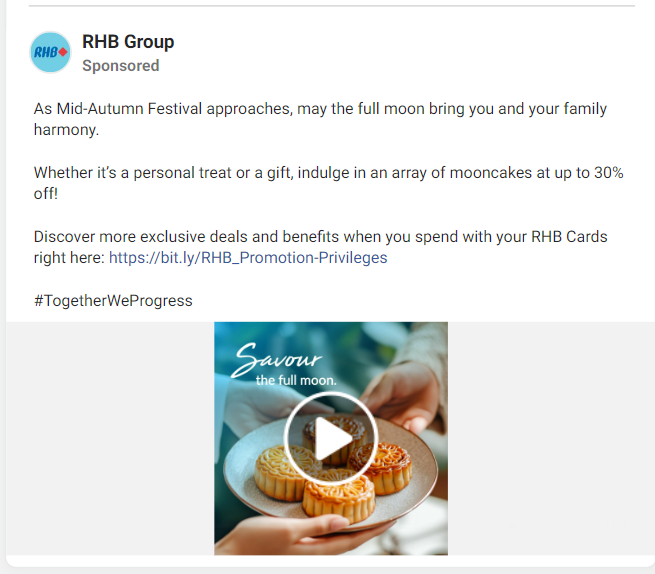 RHB
RHB Group
Sponsored
As Mid-Autumn Festival approaches, may the full moon bring you and your family
harmony.
Whether it's a personal treat or a gift, indulge in an array of mooncakes at up to 30%
off!
Discover more exclusive deals and benefits when you spend with your RHB Cards
right here: https://bit.ly/RHB_Promotion-Privileges
#TogetherWeProgress
Savour
the full moon.